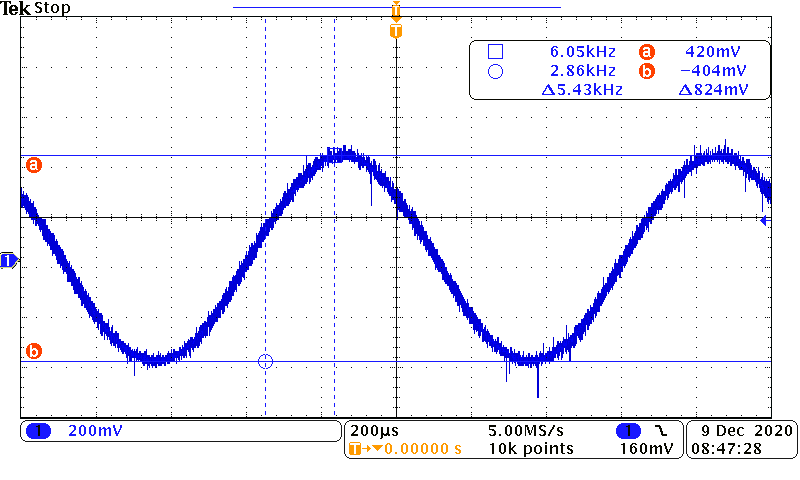 Tek Stop
T
T
6.05kHz a 420mV
2.86kHz b −404mV
Δ5.43kHz Δ824mV
a
1
b
1 200mV
200µs 5.00MS/s 1 9 Dec 2020
T→▼0.00000 s 10k points 160mV 08:47:28